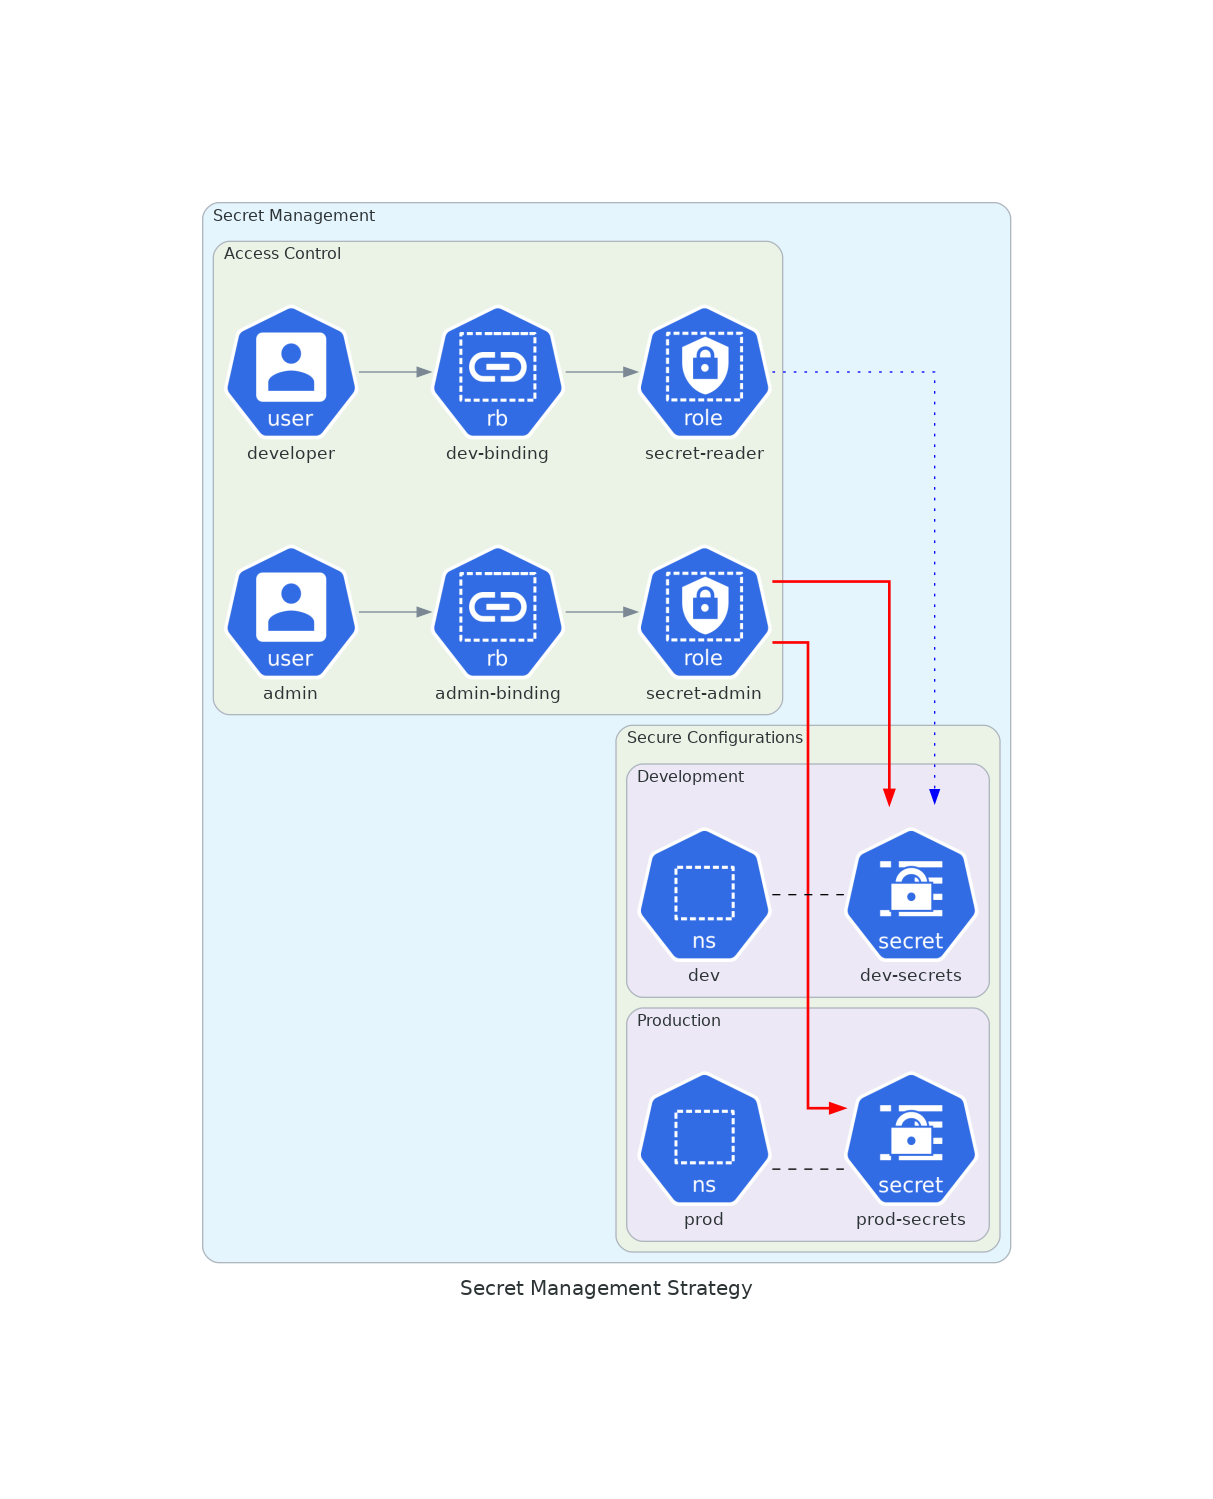 Secret Management
Access Control
user
rb
role
developer
dev-binding
secret-reader
user
rb
role
admin
admin-binding
secret-admin
Secure Configurations
Development
ns
secret
dev
dev-secrets
Production
ns
secret
prod
prod-secrets
Secret Management Strategy